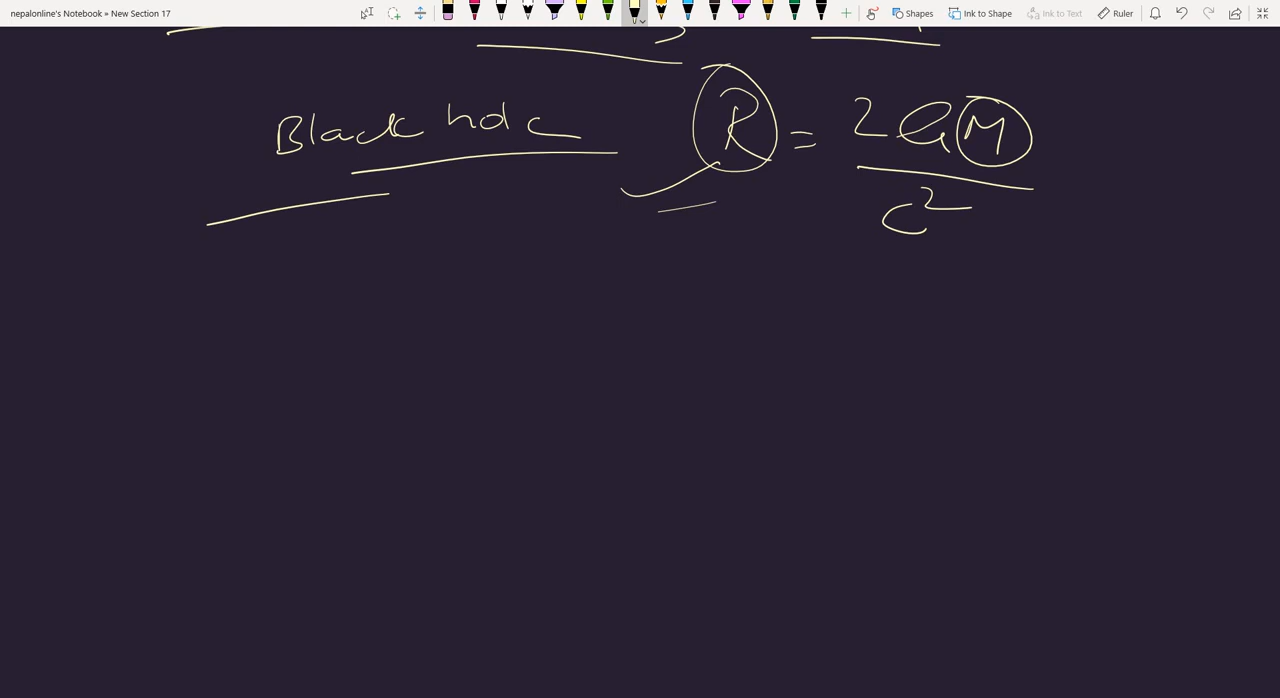 nepalonline's Notebook » New Section 17
Shapes Ink to Shape Ink to Text Ruler
Black hole R = 2GM
c²